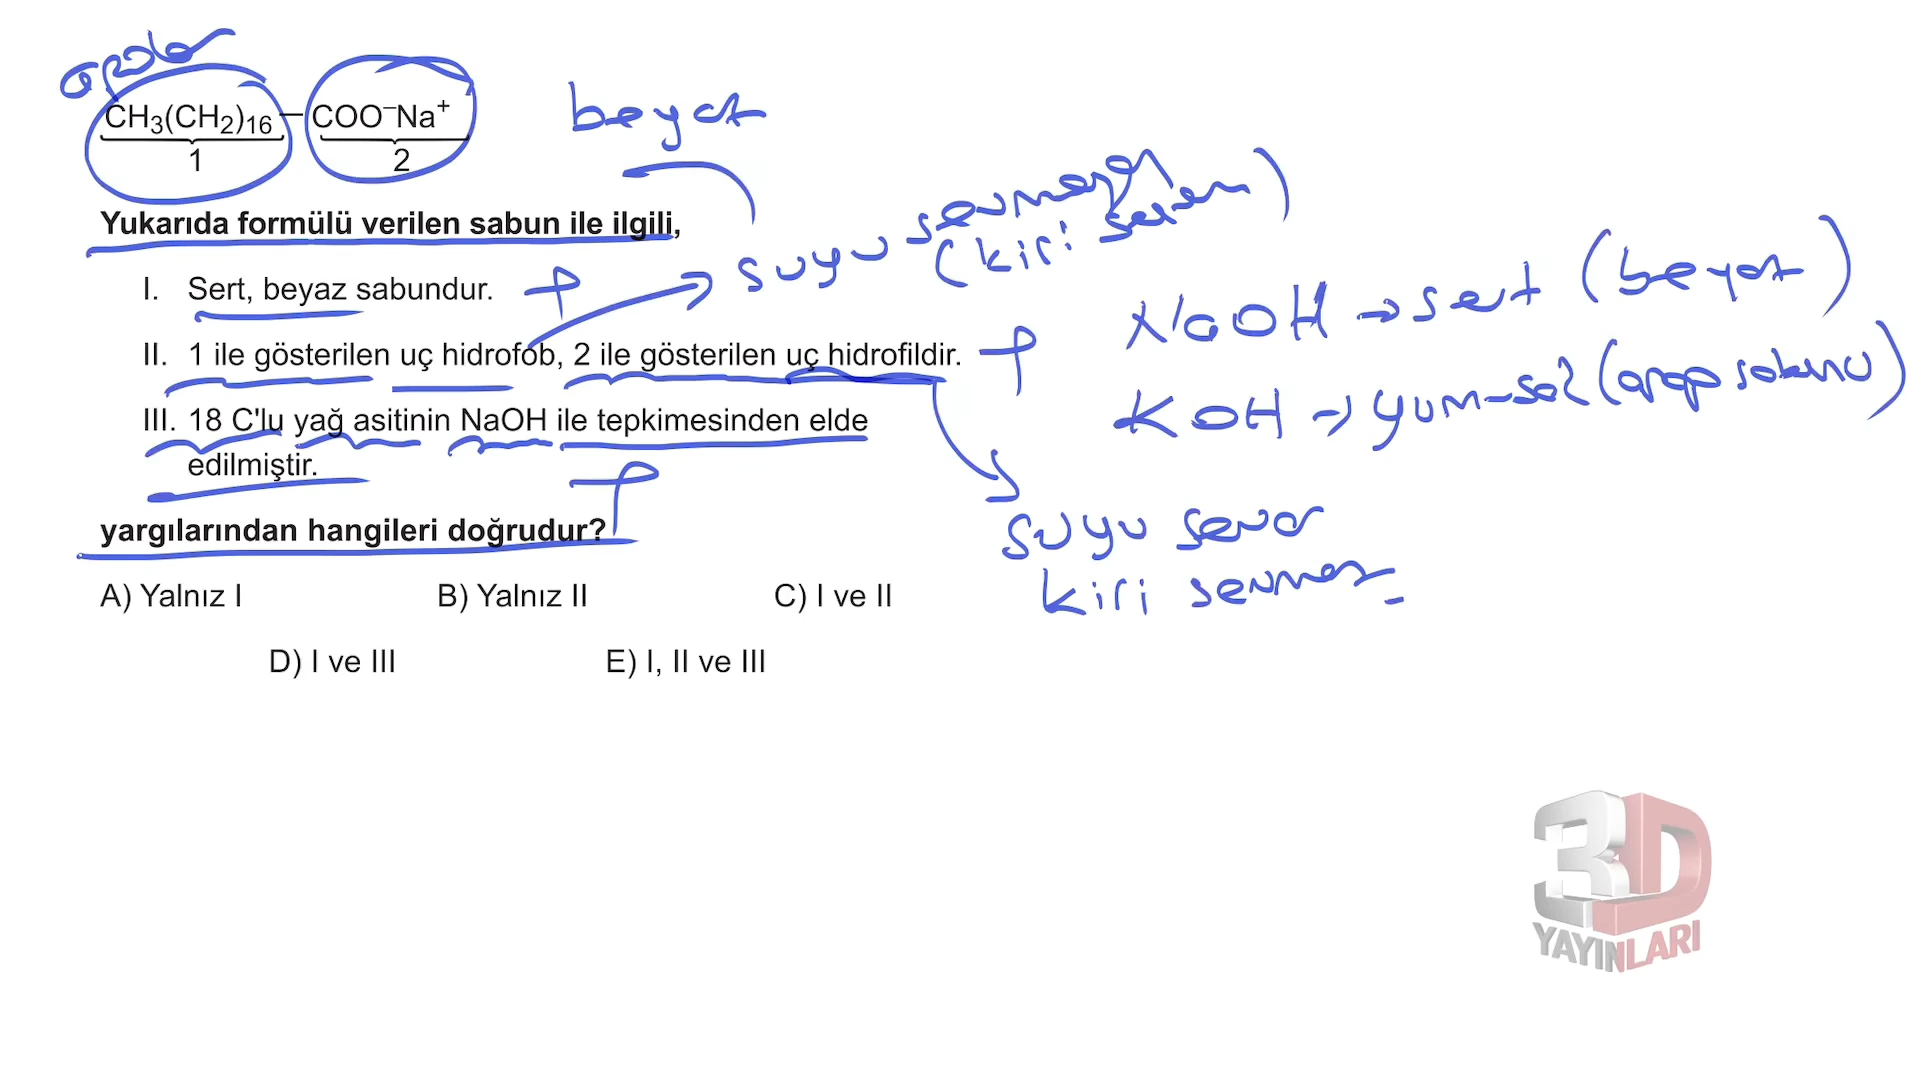 apolar
CH₃(CH₂)₁₆ – COO⁻Na⁺
1 2
beyaz
Yukarıda formülü verilen sabun ile ilgili,
suyu sevmeyen
(kiri seven)
I. Sert, beyaz sabundur. +
II. 1 ile gösterilen uç hidrofob, 2 ile gösterilen uç hidrofildir. +
NaOH → sert (beyaz)
KOH → yumuşak (arap sabunu)
III. 18 C'lu yağ asitinin NaOH ile tepkimesinden elde
edilmiştir. +
suyu sever
kiri sevmez
yargılarından hangileri doğrudur?
A) Yalnız I B) Yalnız II C) I ve II
D) I ve III E) I, II ve III
3D
YAYINLARI